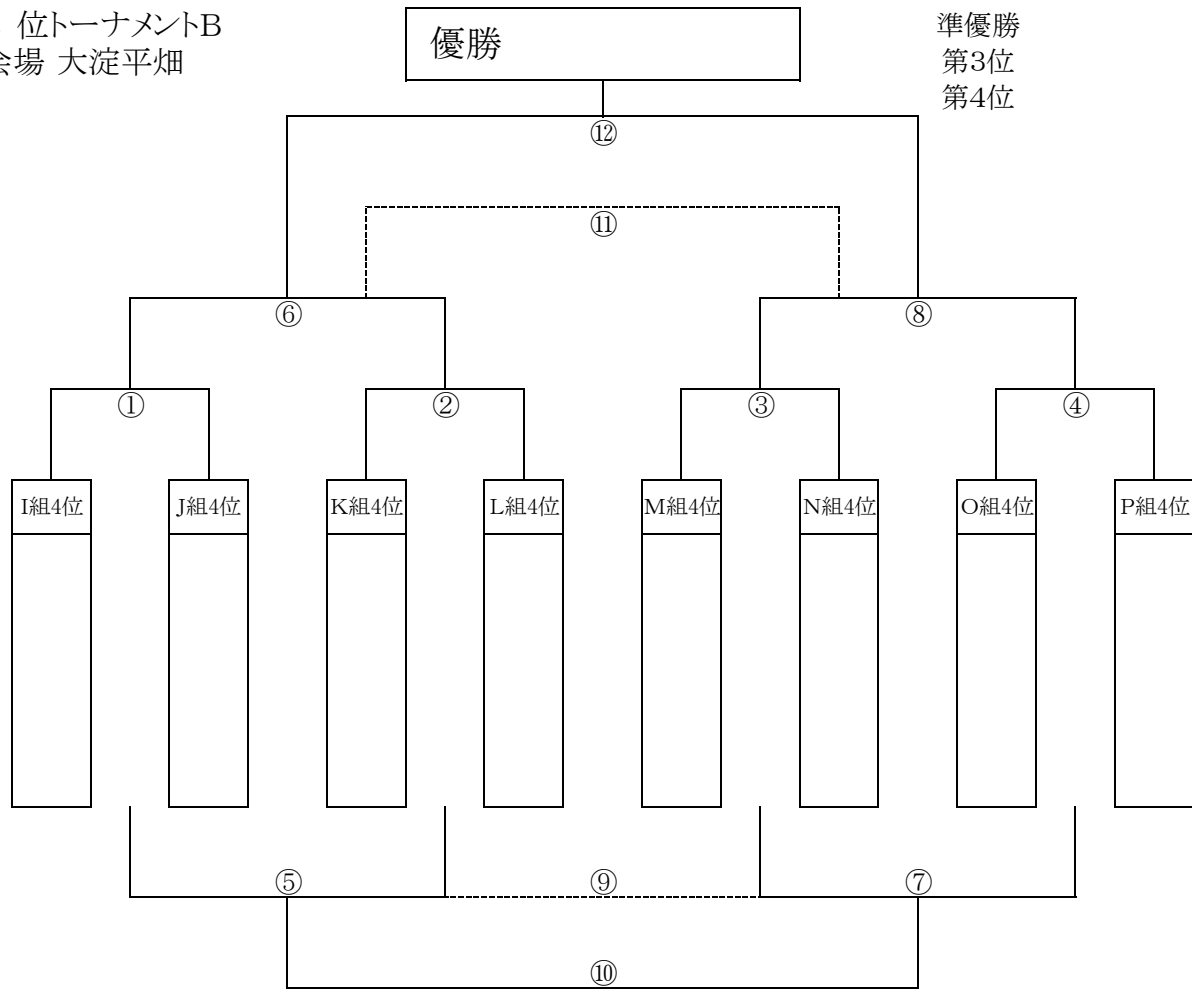 位トーナメントB
会場 大淀平畑
優勝
準優勝
第3位
第4位
⑫
⑪
⑥ ⑧
① ② ③ ④
I組4位 J組4位 K組4位 L組4位 M組4位 N組4位 O組4位 P組4位
⑤ ⑨ ⑦
⑩